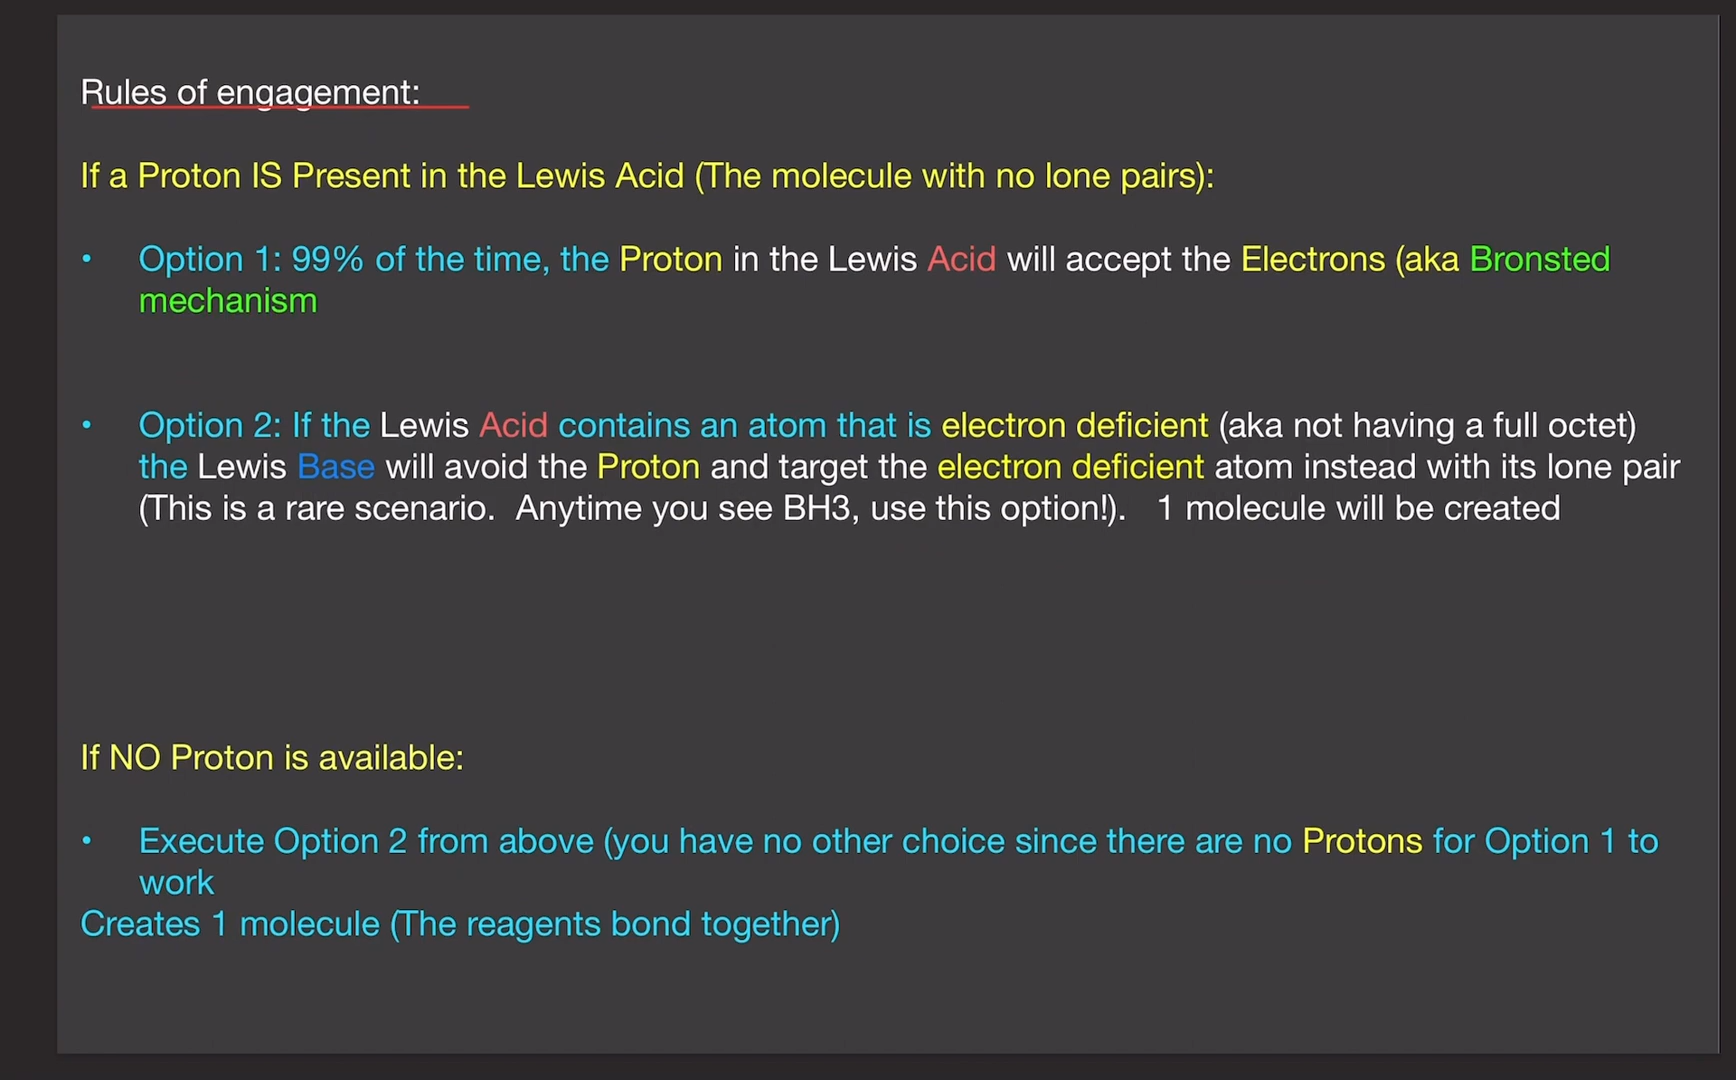 Rules of engagement:
If a Proton IS Present in the Lewis Acid (The molecule with no lone pairs):
• Option 1: 99% of the time, the Proton in the Lewis Acid will accept the Electrons (aka Bronsted
mechanism
• Option 2: If the Lewis Acid contains an atom that is electron deficient (aka not having a full octet)
the Lewis Base will avoid the Proton and target the electron deficient atom instead with its lone pair
(This is a rare scenario. Anytime you see BH3, use this option!). 1 molecule will be created
If NO Proton is available:
• Execute Option 2 from above (you have no other choice since there are no Protons for Option 1 to
work
Creates 1 molecule (The reagents bond together)